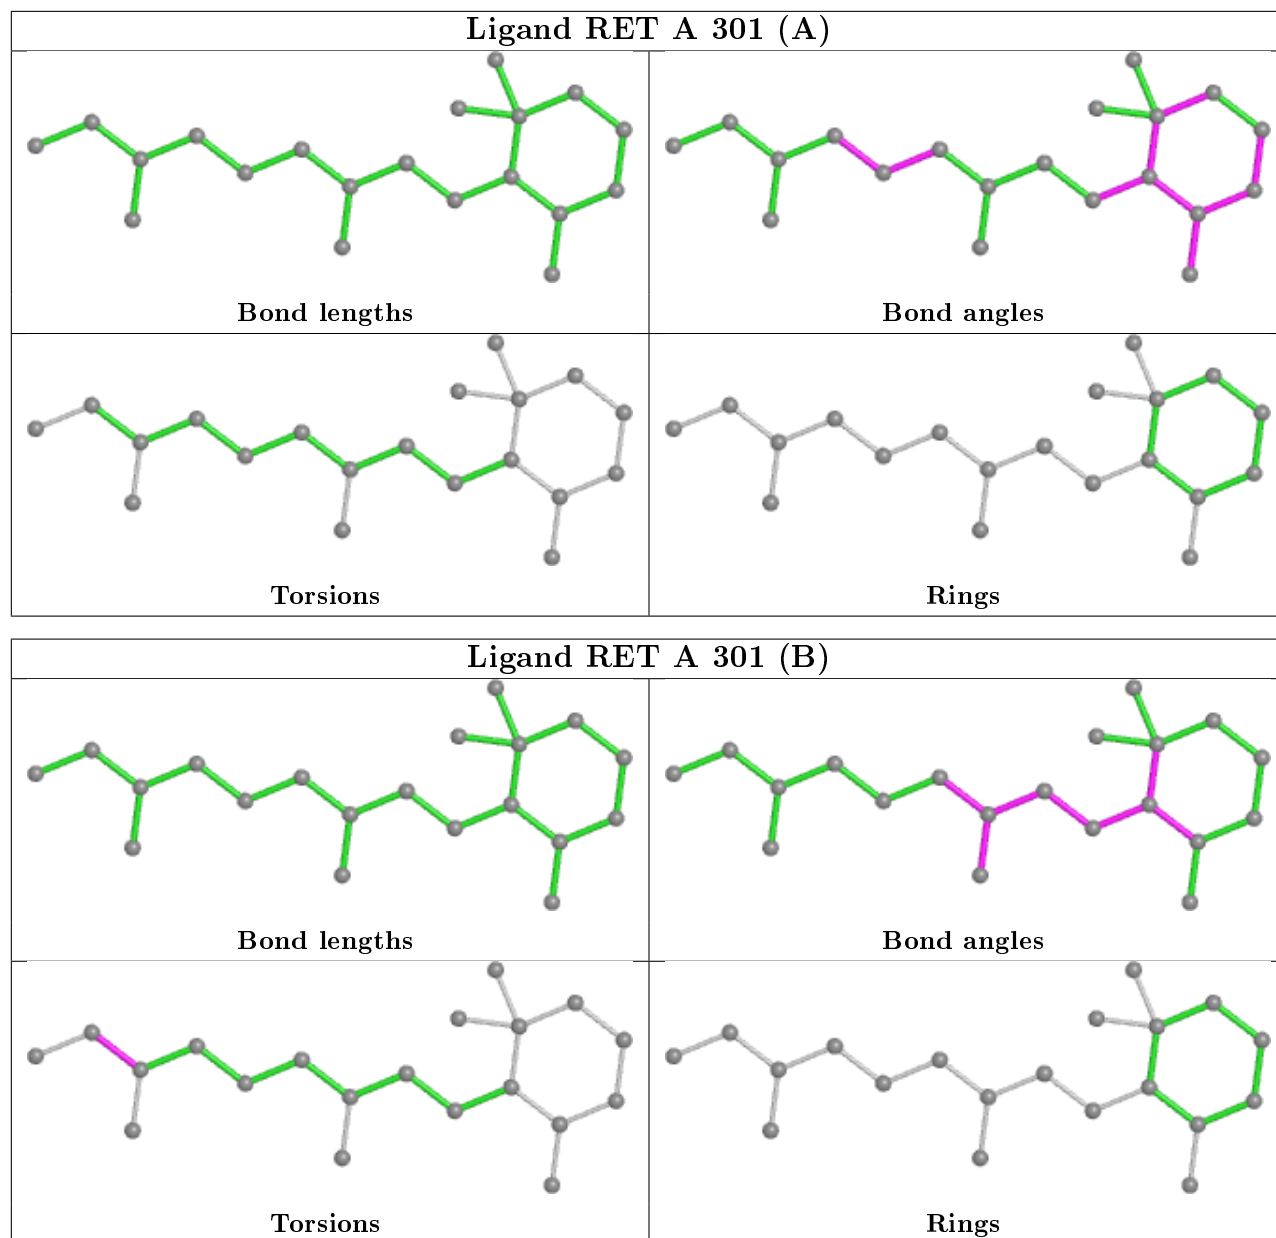 Ligand RET A 301 (A)
Bond lengths
Bond angles
Torsions
Rings
Ligand RET A 301 (B)
Bond lengths
Bond angles
Torsions
Rings